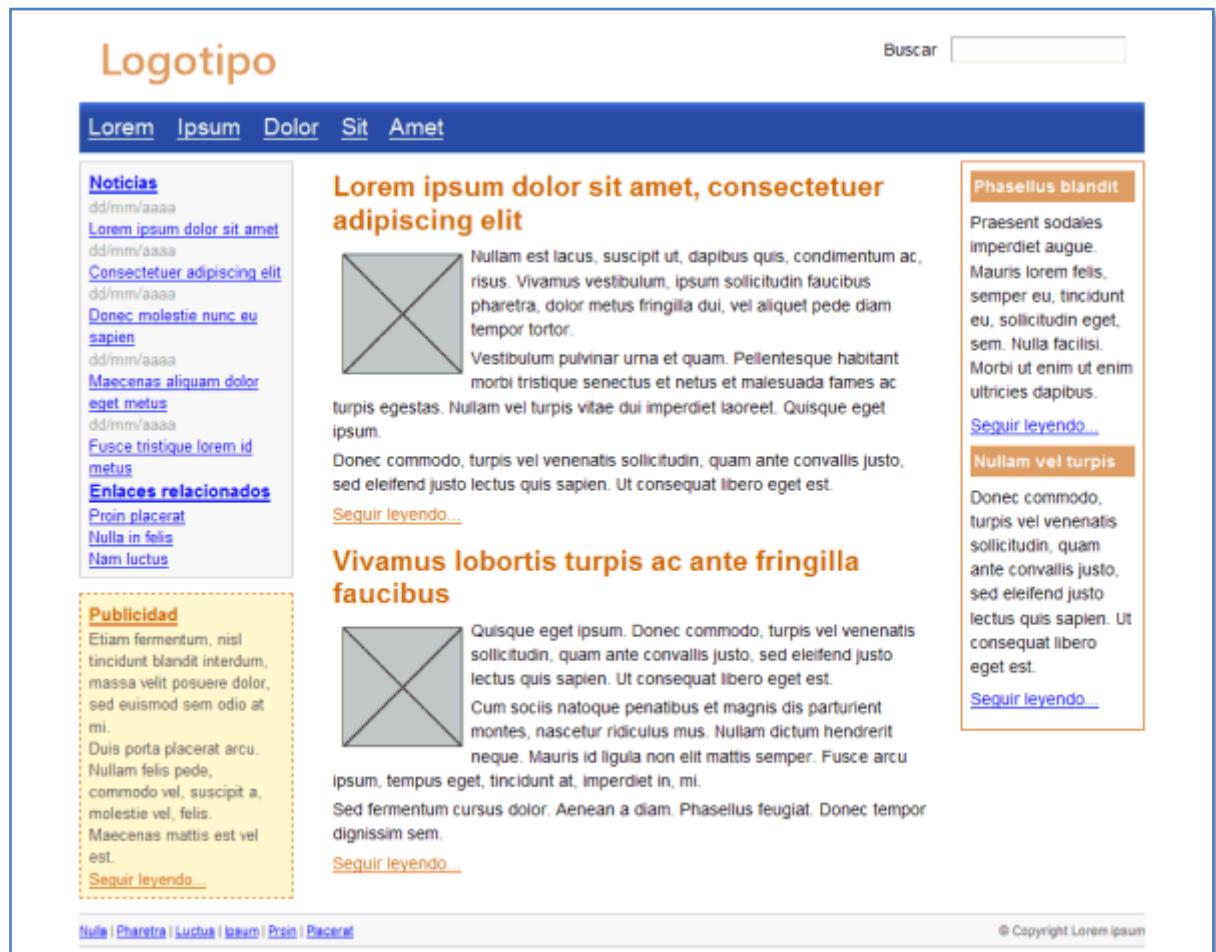 Logotipo
Buscar
Lorem Ipsum Dolor Sit Amet
Noticias
dd/mm/aaaa
Lorem ipsum dolor sit amet
dd/mm/aaaa
Consectetuer adipiscing elit
dd/mm/aaaa
Donec molestie nunc eu
sapien
dd/mm/aaaa
Maecenas aliquam dolor
eget metus
dd/mm/aaaa
Fusce tristique lorem id
metus
Enlaces relacionados
Proin placerat
Nulla in felis
Nam luctus
Publicidad
Etiam fermentum, nisl
tincidunt blandit interdum,
massa velit posuere dolor,
sed euismod sem odio at
mi.
Duis porta placerat arcu.
Nullam felis pede,
commodo vel, suscipit a,
molestie vel, felis.
Maecenas mattis est vel
est.
Seguir leyendo...
Lorem ipsum dolor sit amet, consectetuer
adipiscing elit
Nullam est lacus, suscipit ut, dapibus quis, condimentum ac,
risus. Vivamus vestibulum, ipsum sollicitudin faucibus
pharetra, dolor metus fringilla dui, vel aliquet pede diam
tempor tortor.
Vestibulum pulvinar urna et quam. Pellentesque habitant
morbi tristique senectus et netus et malesuada fames ac
turpis egestas. Nullam vel turpis vitae dui imperdiet laoreet. Quisque eget
ipsum.
Donec commodo, turpis vel venenatis sollicitudin, quam ante convallis justo,
sed eleifend justo lectus quis sapien. Ut consequat libero eget est.
Seguir leyendo...
Vivamus lobortis turpis ac ante fringilla
faucibus
Quisque eget ipsum. Donec commodo, turpis vel venenatis
sollicitudin, quam ante convallis justo, sed eleifend justo
lectus quis sapien. Ut consequat libero eget est.
Cum sociis natoque penatibus et magnis dis parturient
montes, nascetur ridiculus mus. Nullam dictum hendrerit
neque. Mauris id ligula non elit mattis semper. Fusce arcu
ipsum, tempus eget, tincidunt at, imperdiet in, mi.
Sed fermentum cursus dolor. Aenean a diam. Phasellus feugiat. Donec tempor
dignissim sem.
Seguir leyendo...
Phasellus blandit
Praesent sodales
imperdiet augue.
Mauris lorem felis,
semper eu, tincidunt
eu, sollicitudin eget,
sem. Nulla facilisi.
Morbi ut enim ut enim
ultricies dapibus.
Seguir leyendo...
Nullam vel turpis
Donec commodo,
turpis vel venenatis
sollicitudin, quam
ante convallis justo,
sed eleifend justo
lectus quis sapien. Ut
consequat libero
eget est.
Seguir leyendo...
Nulla | Pharetra | Luctus | Ipsum | Proin | Placerat
© Copyright Lorem ipsum